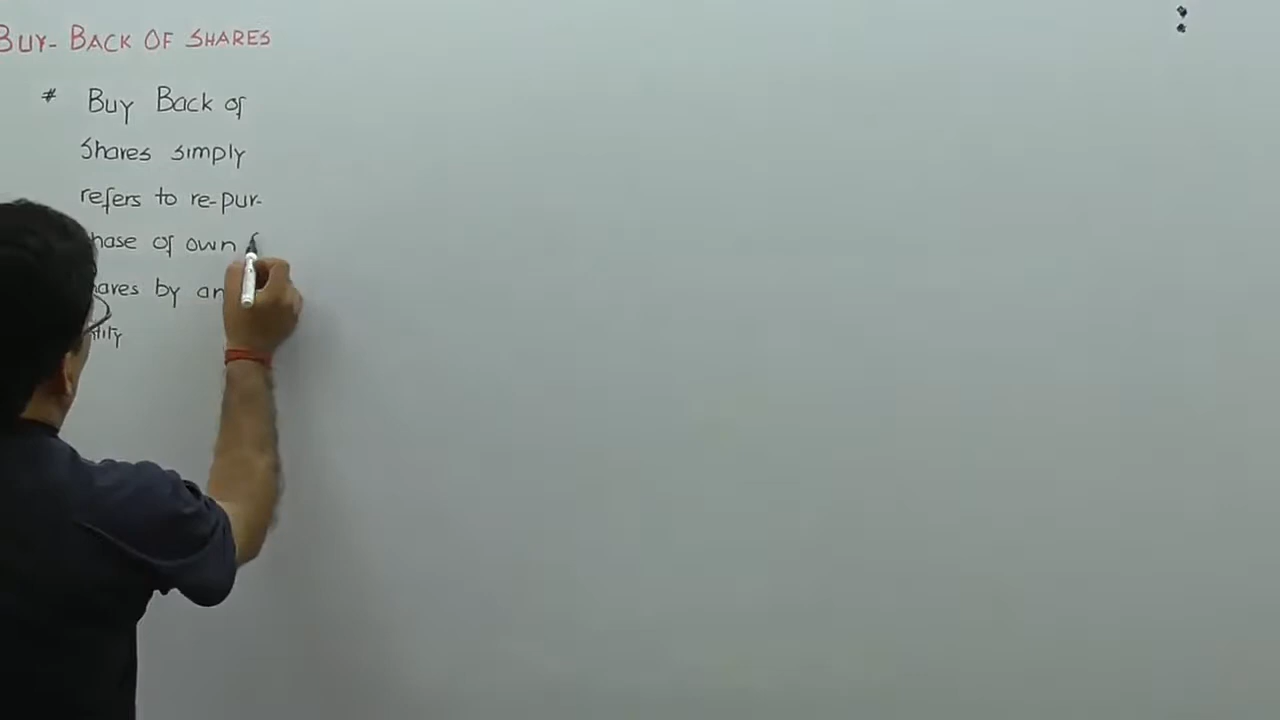 BUY- BACK OF SHARES
# Buy Back of
Shares simply
refers to re-pur-
hase of own
ares by an
tity